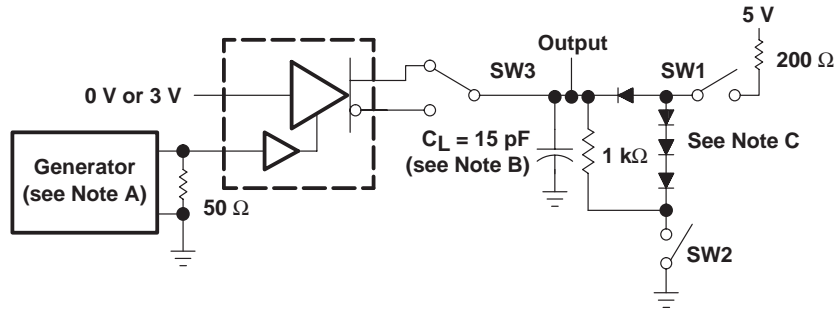 5 V
200 Ω
Output
SW3
SW1
0 V or 3 V
CL = 15 pF
(see Note B)
1 kΩ
See Note C
Generator
(see Note A)
50 Ω
SW2